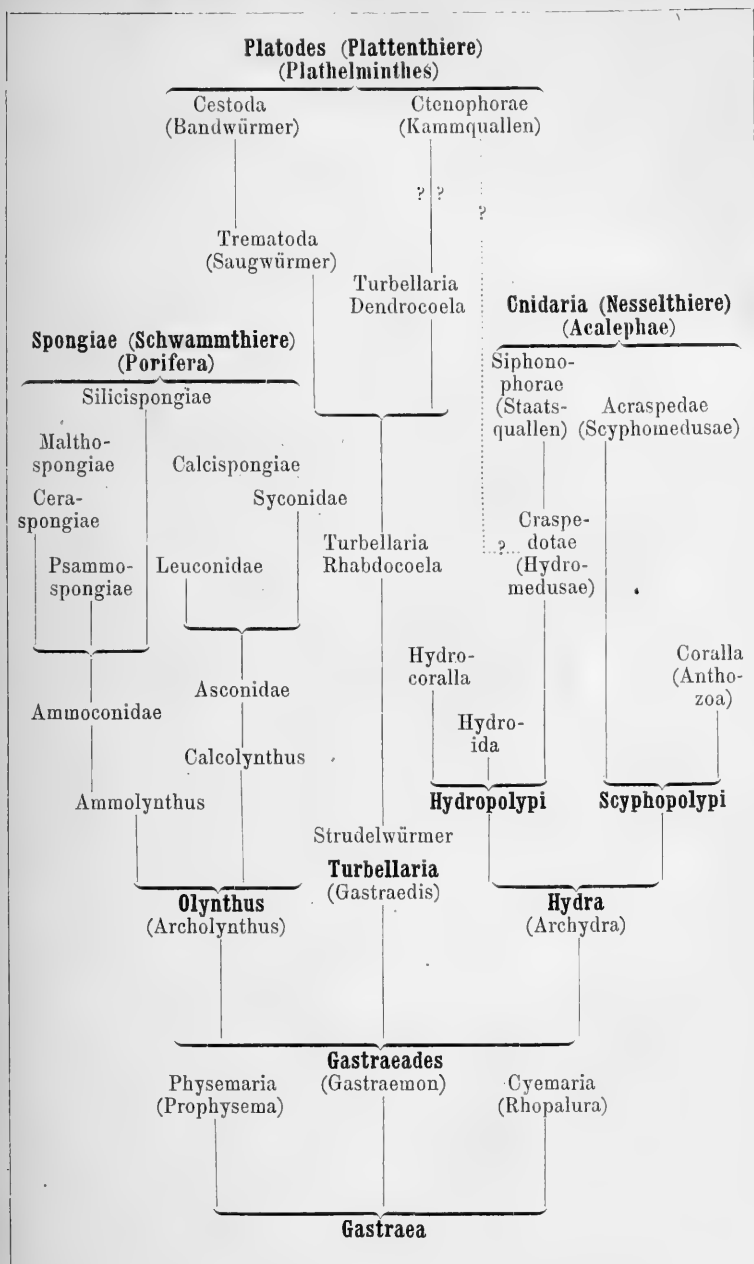 Platodes (Plattenthiere)
(Plathelminthes)
Cestoda
(Bandwürmer)
Ctenophorae
(Kammquallen)
? ?
?
Trematoda
(Saugwürmer)
Turbellaria
Dendrocoela
Cnidaria (Nesselthiere)
(Acalephae)
Spongiae (Schwammthiere)
(Porifera)
Siphono-
phorae
(Staats-
quallen)
Acraspedae
(Scyphomedusae)
Silicispongiae
Maltho-
spongiae
Calcispongiae
Cera-
spongiae
Syconidae
Psammo-
spongiae
Leuconidae
Turbellaria
Rhabdocoela
?
Craspe-
dotae
(Hydro-
medusae)
Hydro-
coralla
Coralla
(Antho-
zoa)
Asconidae
Ammoconidae
Hydro-
ida
Calcolynthus
Ammolynthus
Hydropolypi
Scyphopolypi
Strudelwürmer
Turbellaria
(Gastraedis)
Olynthus
(Archolynthus)
Hydra
(Archydra)
Gastraeades
(Gastraemon)
Physemaria
(Prophysema)
Cyemaria
(Rhopalura)
Gastraea